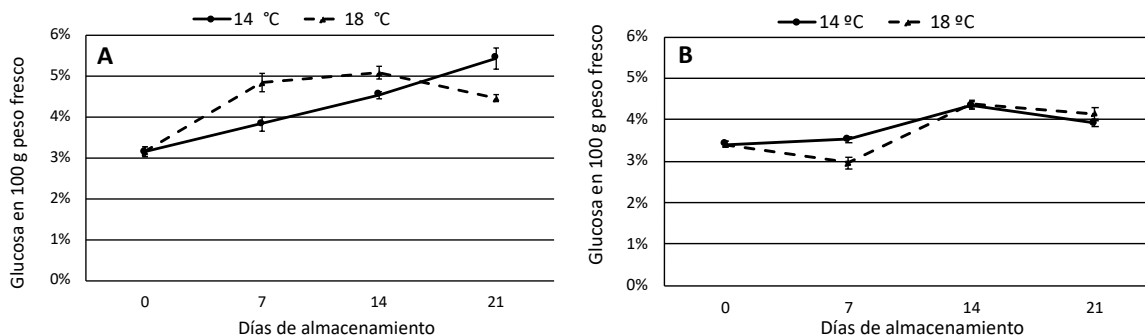 14 °C 18 °C
A
6%
5%
4%
3%
2%
1%
0%
Glucosa en 100 g peso fresco
0 7 14 21
Días de almacenamiento
14 ºC 18 ºC
B
6%
5%
4%
3%
2%
1%
0%
Glucosa en 100 g peso fresco
0 7 14 21
Días de almacenamiento